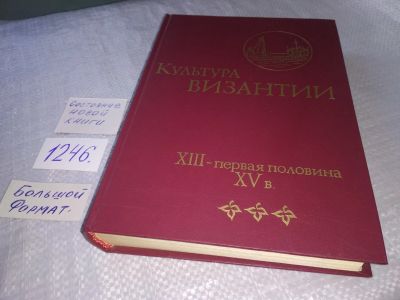 Состояние
новой
книги
1246.
Большой
Формат.
Культура
ВИЗАНТИИ
XIII - первая половина
XV в.